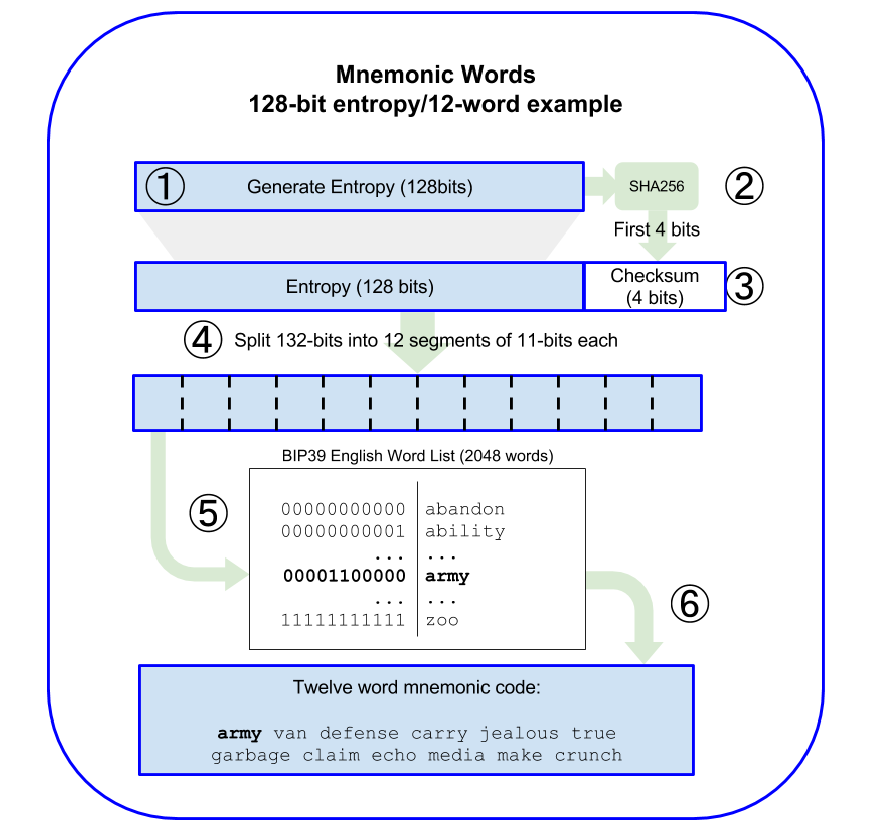 Mnemonic Words
128-bit entropy/12-word example
① Generate Entropy (128bits)
SHA256
②
First 4 bits
Entropy (128 bits)
Checksum
(4 bits)
③
④ Split 132-bits into 12 segments of 11-bits each
BIP39 English Word List (2048 words)
⑤
00000000000 abandon
00000000001 ability
... ...
00001100000 army
... ...
11111111111 zoo
⑥
Twelve word mnemonic code:
army van defense carry jealous true
garbage claim echo media make crunch